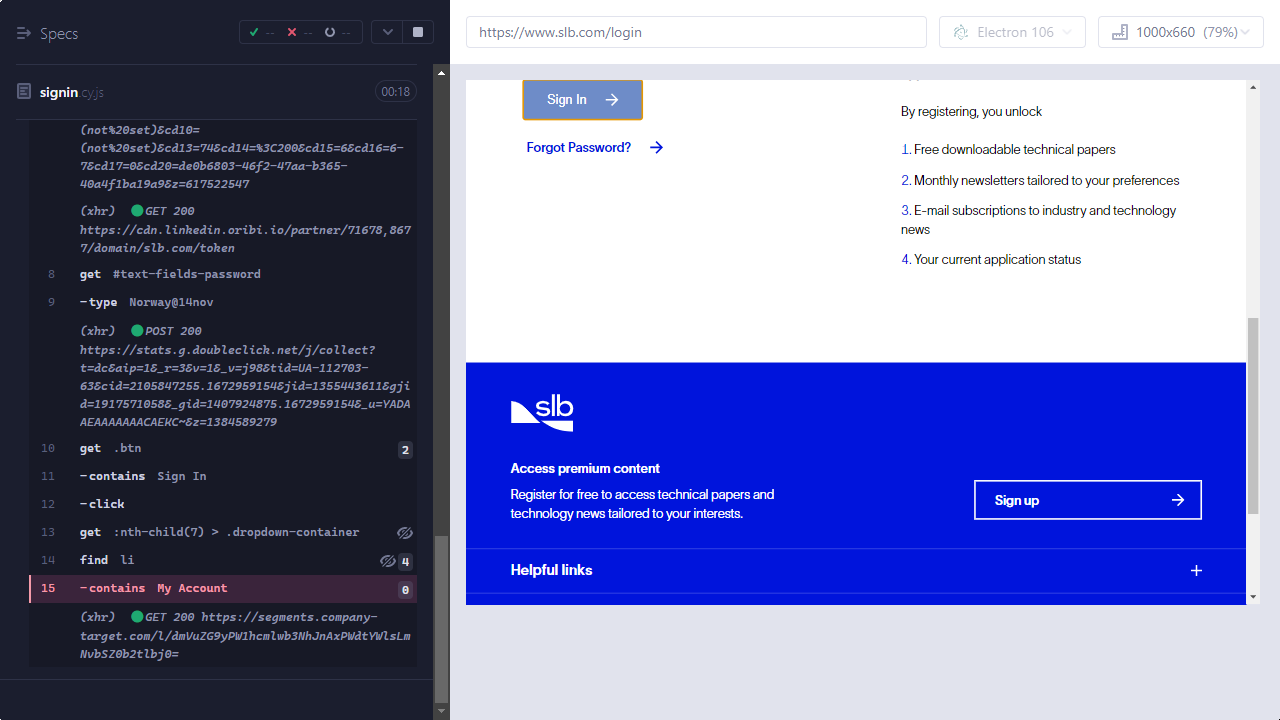 Specs
-- -- --
signin.cy.js
00:18
(not%20set)&cd10=
(not%20set)&cd13=74&cd14=%3C200&cd15=6&cd16=6-
7&cd17=0&cd20=de0b6803-46f2-47aa-b365-
40a4f1ba19a9&z=617522547
(xhr) GET 200
https://cdn.linkedin.oribi.io/partner/71678,867
7/domain/slb.com/token
8 get #text-fields-password
9 -type Norway@14nov
(xhr) POST 200
https://stats.g.doubleclick.net/j/collect?
t=dc&aip=1&_r=3&v=1&_v=j98&tid=UA-112703-
63&cid=2105847255.1672959154&jid=1355443611&gji
d=1917571058&_gid=1407924875.1672959154&_u=YADA
AEAAAAAAACAEKC~&z=1384589279
10 get .btn 2
11 -contains Sign In
12 -click
13 get :nth-child(7) > .dropdown-container
14 find li 4
15 -contains My Account 0
(xhr) GET 200 https://segments.company-
target.com/l/dmVuZG9yPW1hcmlwb3NhJnAxPWdtYWlsLm
NvbSZ0b2tlbj0=
https://www.slb.com/login
Electron 106
1000x660 (79%)
Sign In
Forgot Password?
By registering, you unlock
1. Free downloadable technical papers
2. Monthly newsletters tailored to your preferences
3. E-mail subscriptions to industry and technology
news
4. Your current application status
slb
Access premium content
Register for free to access technical papers and
technology news tailored to your interests.
Sign up
Helpful links